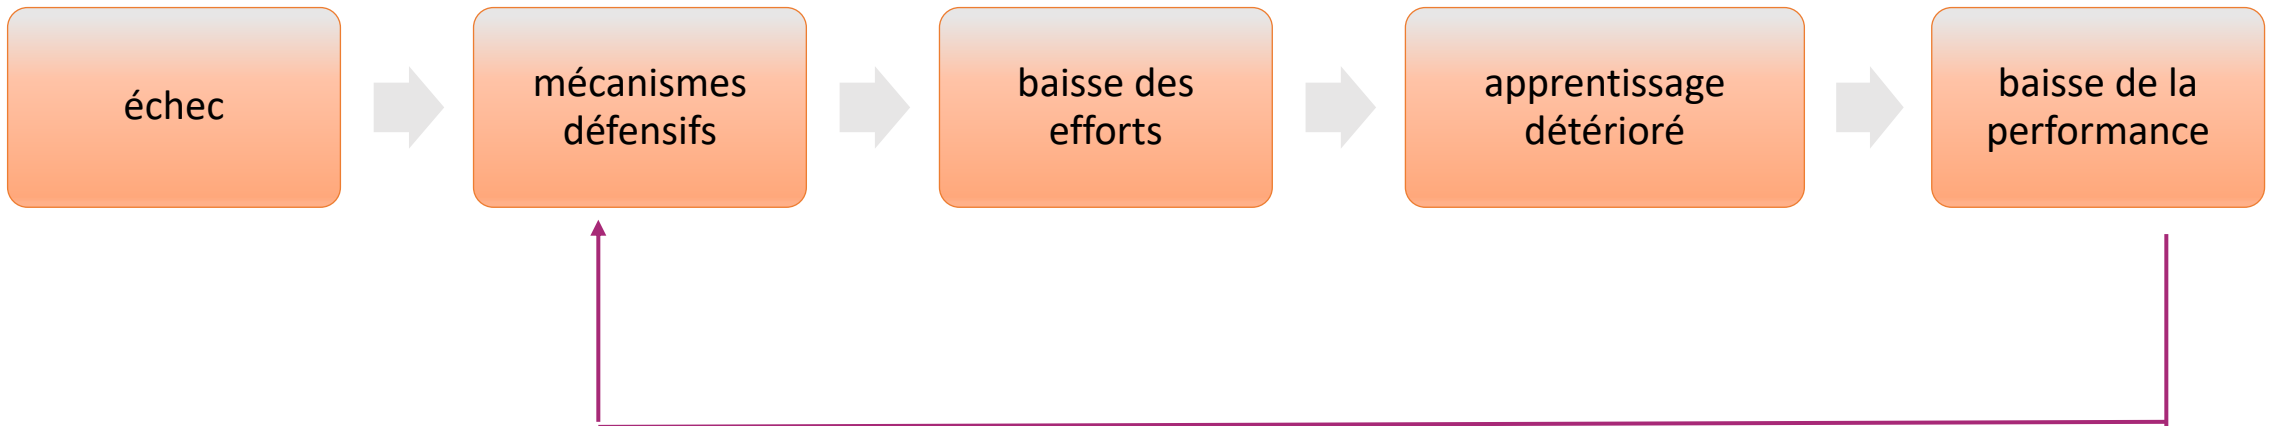 échec
mécanismes
défensifs
baisse des
efforts
apprentissage
détérioré
baisse de la
performance